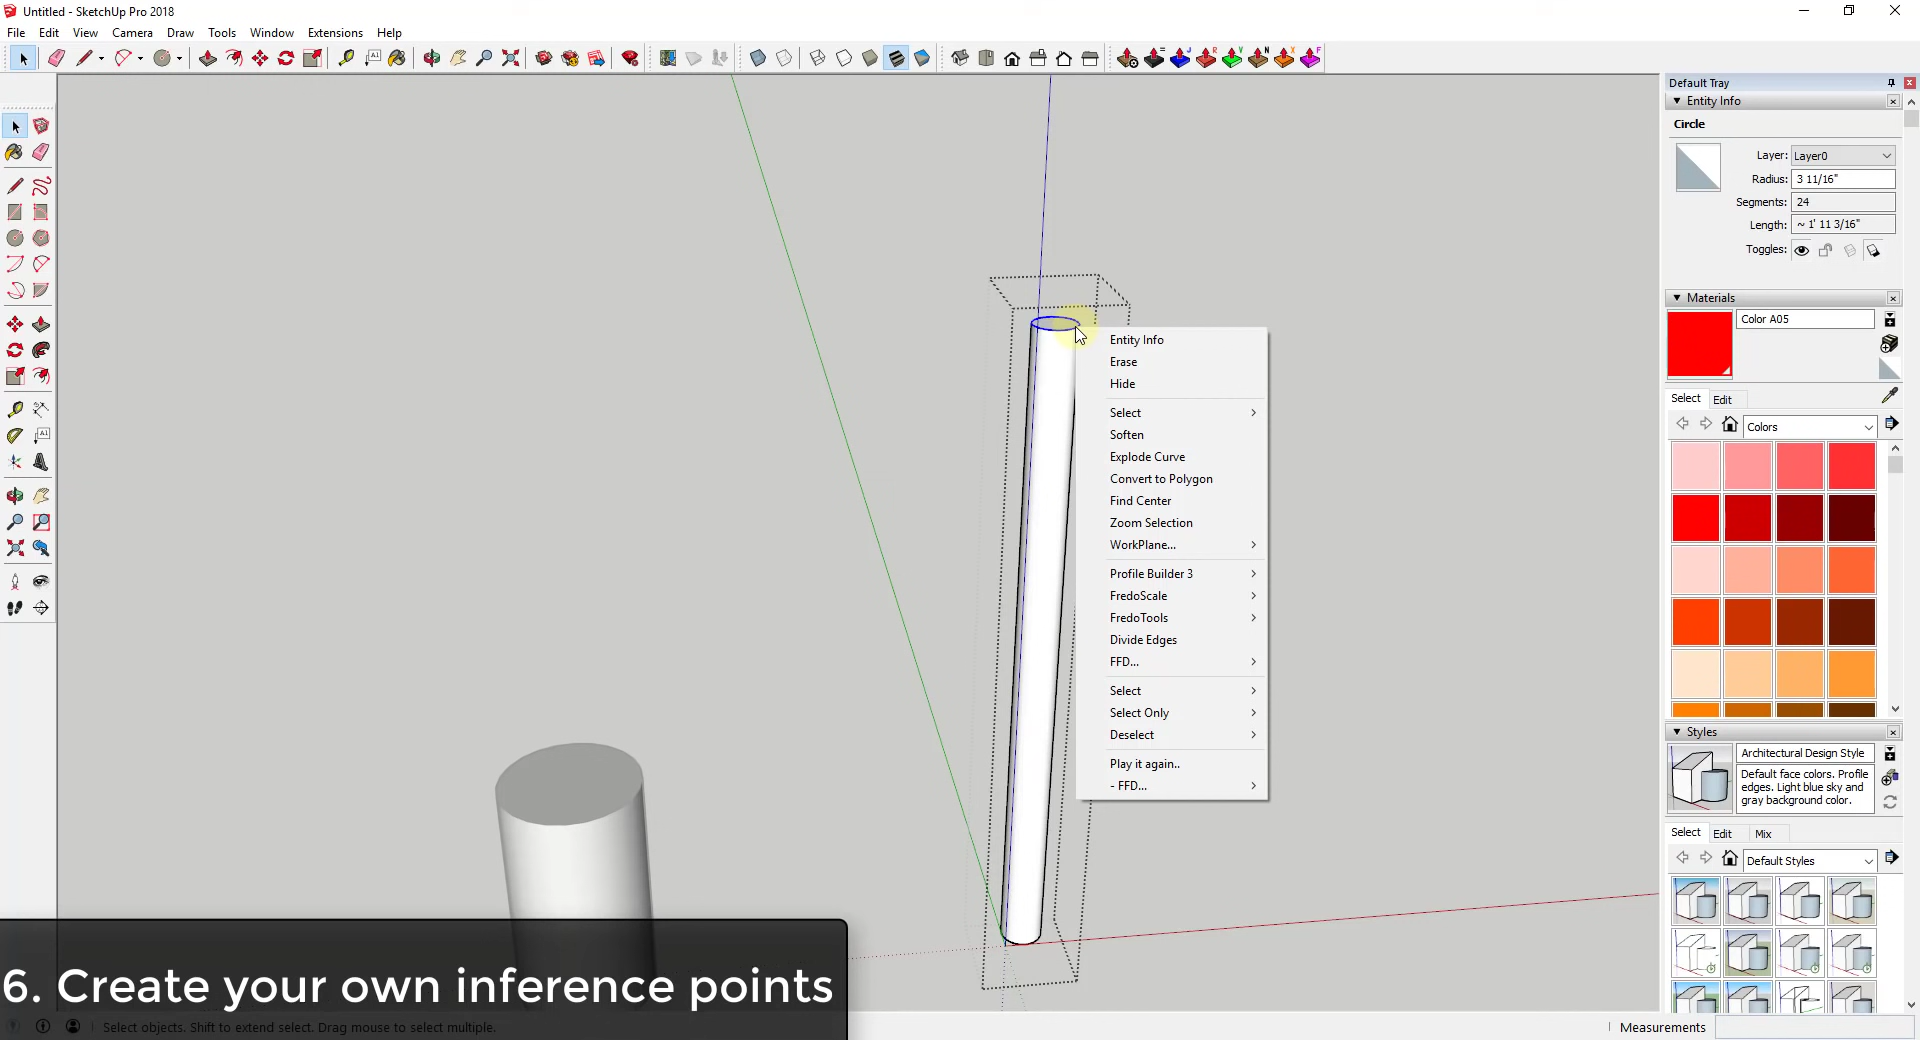 Untitled - SketchUp Pro 2018
File Edit View Camera Draw Tools Window Extensions Help
Default Tray
Entity Info
Circle
Layer: Layer0
Radius: 3 11/16"
Segments: 24
Length: ~ 1' 11 3/16"
Toggles:
Materials
Color A05
Select Edit
Colors
Styles
Architectural Design Style
Default face colors. Profile
edges. Light blue sky and
gray background color.
Select Edit Mix
Default Styles
Entity Info
Erase
Hide
Select
Soften
Explode Curve
Convert to Polygon
Find Center
Zoom Selection
WorkPlane...
Profile Builder 3
FredoScale
FredoTools
Divide Edges
FFD...
Select
Select Only
Deselect
Play it again..
- FFD...
6. Create your own inference points
Select objects. Shift to extend select. Drag mouse to select multiple.
Measurements